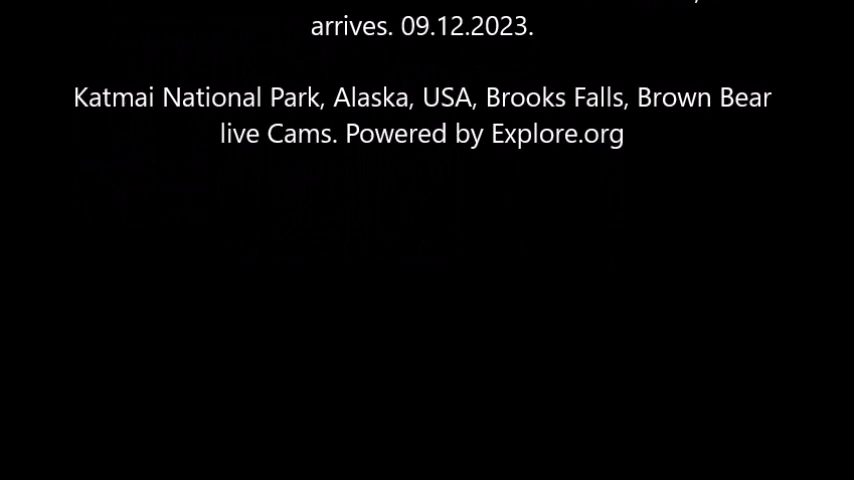 arrives. 09.12.2023.
Katmai National Park, Alaska, USA, Brooks Falls, Brown Bear
live Cams. Powered by Explore.org